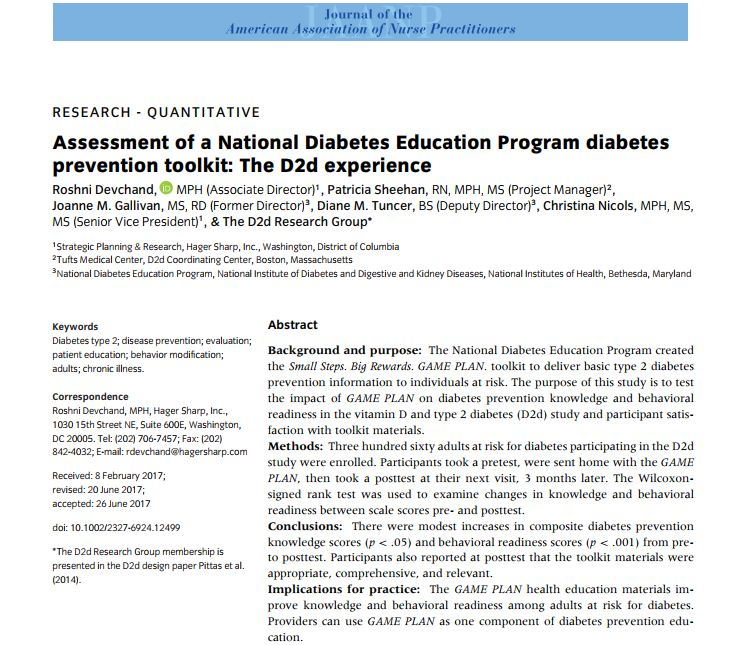 Journal of the
American Association of Nurse Practitioners
RESEARCH - QUANTITATIVE
Assessment of a National Diabetes Education Program diabetes
prevention toolkit: The D2d experience
Roshni Devchand, iD MPH (Associate Director)¹, Patricia Sheehan, RN, MPH, MS (Project Manager)²,
Joanne M. Gallivan, MS, RD (Former Director)³, Diane M. Tuncer, BS (Deputy Director)³, Christina Nicols, MPH, MS,
MS (Senior Vice President)¹, & The D2d Research Group*
¹Strategic Planning & Research, Hager Sharp, Inc., Washington, District of Columbia
²Tufts Medical Center, D2d Coordinating Center, Boston, Massachusetts
³National Diabetes Education Program, National Institute of Diabetes and Digestive and Kidney Diseases, National Institutes of Health, Bethesda, Maryland
Keywords
Diabetes type 2; disease prevention; evaluation;
patient education; behavior modification;
adults; chronic illness.
Correspondence
Roshni Devchand, MPH, Hager Sharp, Inc.,
1030 15th Street NE, Suite 600E, Washington,
DC 20005. Tel: (202) 706-7457; Fax: (202)
842-4032; E-mail: rdevchand@hagersharp.com
Received: 8 February 2017;
revised: 20 June 2017;
accepted: 26 June 2017
doi: 10.1002/2327-6924.12499
*The D2d Research Group membership is
presented in the D2d design paper Pittas et al.
(2014).
Abstract
Background and purpose: The National Diabetes Education Program created
the Small Steps. Big Rewards. GAME PLAN. toolkit to deliver basic type 2 diabetes
prevention information to individuals at risk. The purpose of this study is to test
the impact of GAME PLAN on diabetes prevention knowledge and behavioral
readiness in the vitamin D and type 2 diabetes (D2d) study and participant satis-
faction with toolkit materials.
Methods: Three hundred sixty adults at risk for diabetes participating in the D2d
study were enrolled. Participants took a pretest, were sent home with the GAME
PLAN, then took a posttest at their next visit, 3 months later. The Wilcoxon-
signed rank test was used to examine changes in knowledge and behavioral
readiness between scale scores pre- and posttest.
Conclusions: There were modest increases in composite diabetes prevention
knowledge scores (p < .05) and behavioral readiness scores (p < .001) from pre-
to posttest. Participants also reported at posttest that the toolkit materials were
appropriate, comprehensive, and relevant.
Implications for practice: The GAME PLAN health education materials im-
prove knowledge and behavioral readiness among adults at risk for diabetes.
Providers can use GAME PLAN as one component of diabetes prevention edu-
cation.